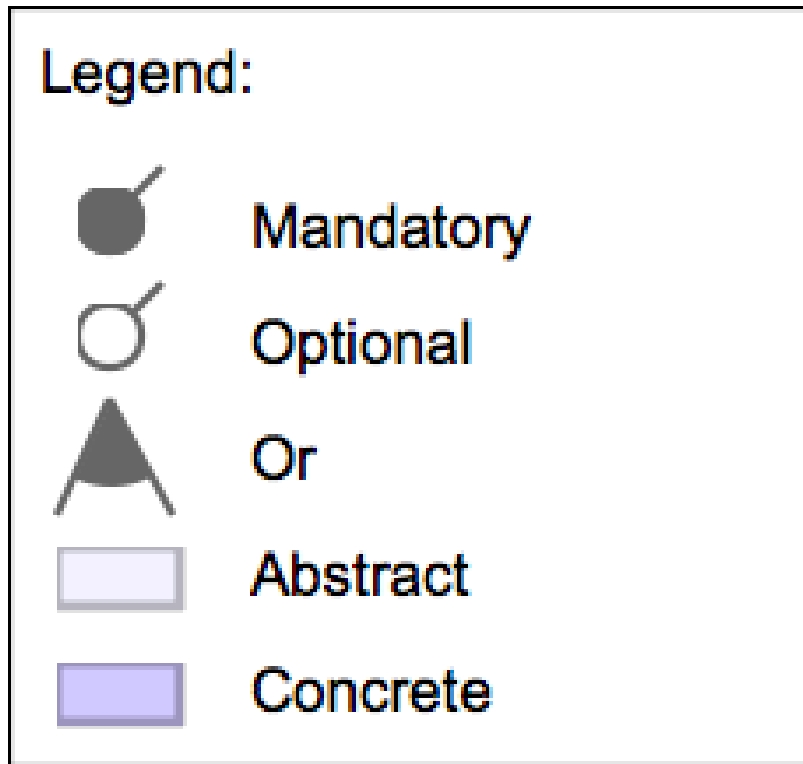 Legend:
Mandatory
Optional
Or
Abstract
Concrete